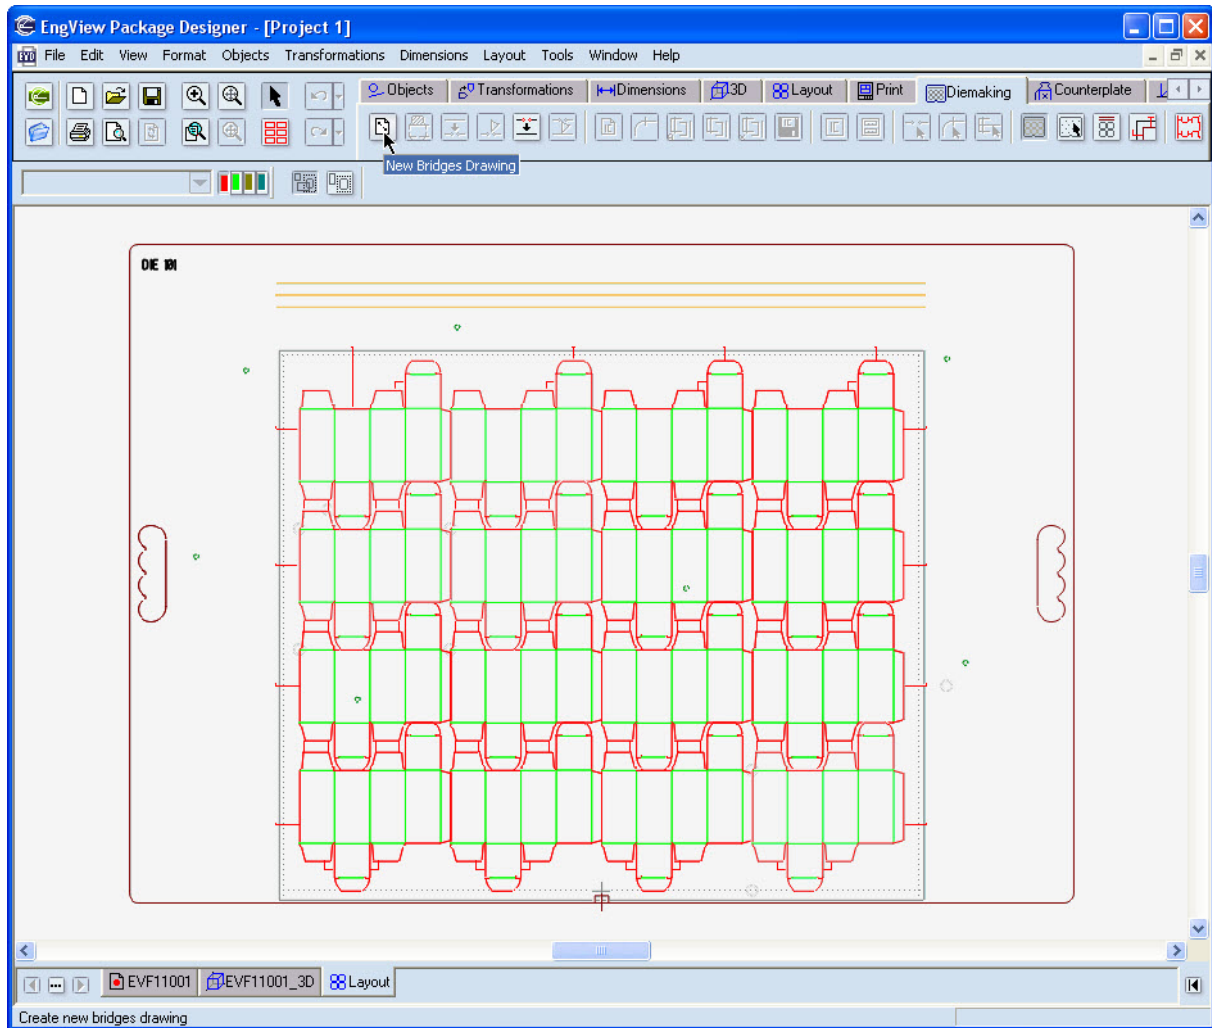 EngView Package Designer - [Project 1]
File Edit View Format Objects Transformations Dimensions Layout Tools Window Help
Objects Transformations Dimensions 3D Layout Print Diemaking Counterplate
New Bridges Drawing
DIE 101
EVF11001 EVF11001_3D Layout
Create new bridges drawing